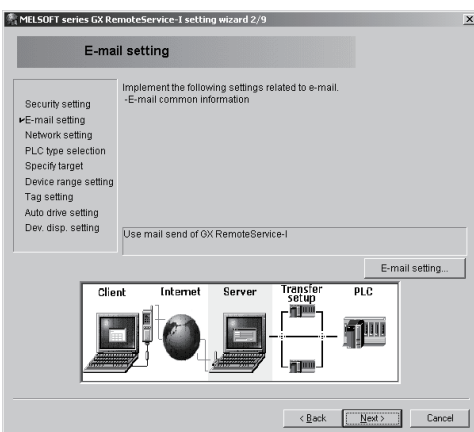 MELSOFT series GX RemoteService-I setting wizard 2/9
E-mail setting
Security setting
E-mail setting
Network setting
PLC type selection
Specify target
Device range setting
Tag setting
Auto drive setting
Dev. disp. setting
Implement the following settings related to e-mail.
-E-mail common information
Use mail send of GX RemoteService-I
E-mail setting...
Client Internet Server Transfer setup PLC
< Back Next > Cancel